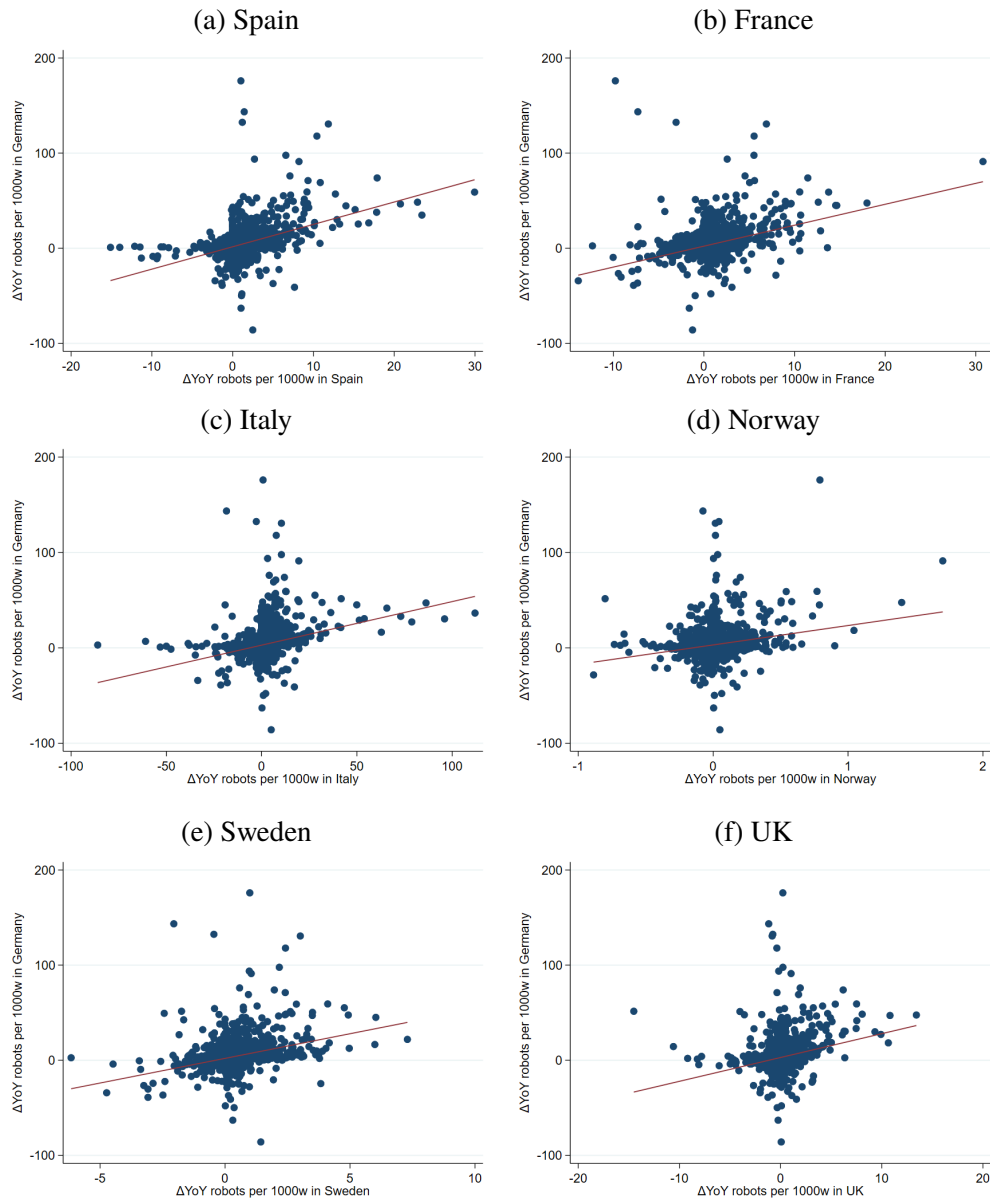 (a) Spain
(b) France
200
100
0
-100
ΔYoY robots per 1000w in Germany
-20
-10
0
10
20
30
ΔYoY robots per 1000w in Spain
200
100
0
-100
ΔYoY robots per 1000w in Germany
-10
0
10
20
30
ΔYoY robots per 1000w in France
(c) Italy
(d) Norway
200
100
0
-100
ΔYoY robots per 1000w in Germany
-100
-50
0
50
100
ΔYoY robots per 1000w in Italy
200
100
0
-100
ΔYoY robots per 1000w in Germany
-1
0
1
2
ΔYoY robots per 1000w in Norway
(e) Sweden
(f) UK
200
100
0
-100
ΔYoY robots per 1000w in Germany
-5
0
5
10
ΔYoY robots per 1000w in Sweden
200
100
0
-100
ΔYoY robots per 1000w in Germany
-20
-10
0
10
20
ΔYoY robots per 1000w in UK